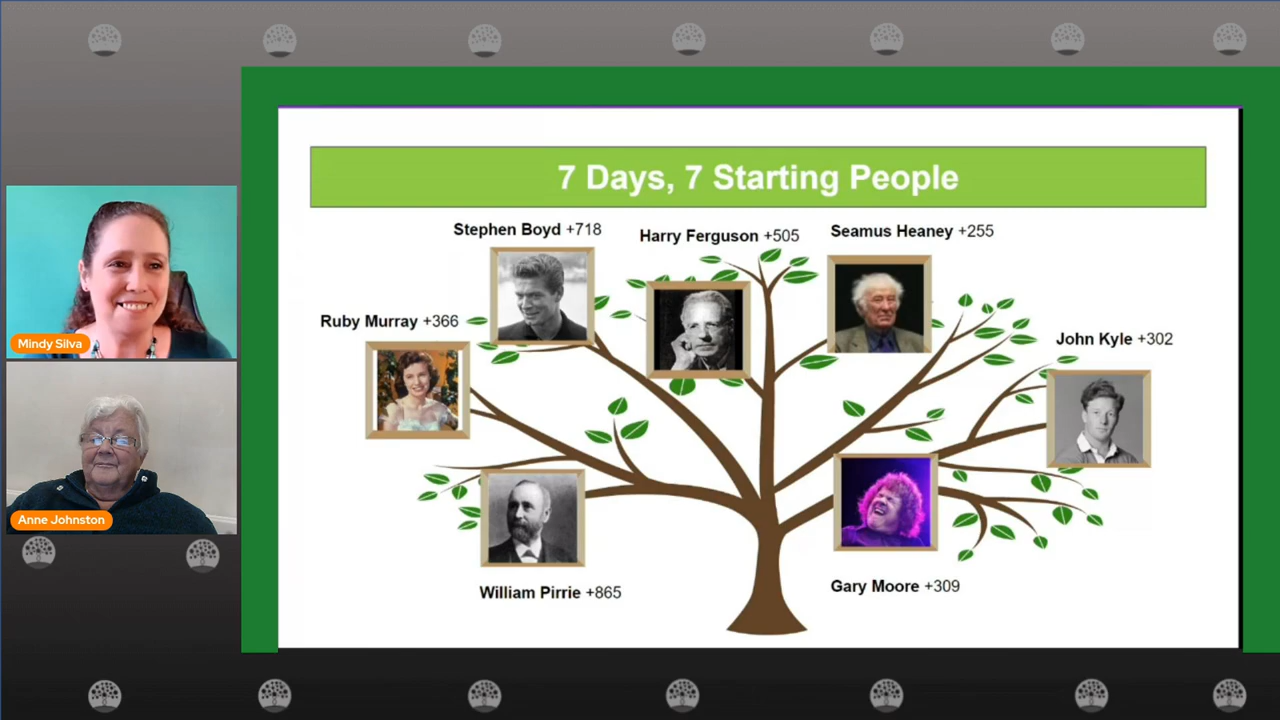 7 Days, 7 Starting People
Stephen Boyd +718
Harry Ferguson +505
Seamus Heaney +255
Ruby Murray +366
John Kyle +302
William Pirrie +865
Gary Moore +309
Mindy Silva
Anne Johnston